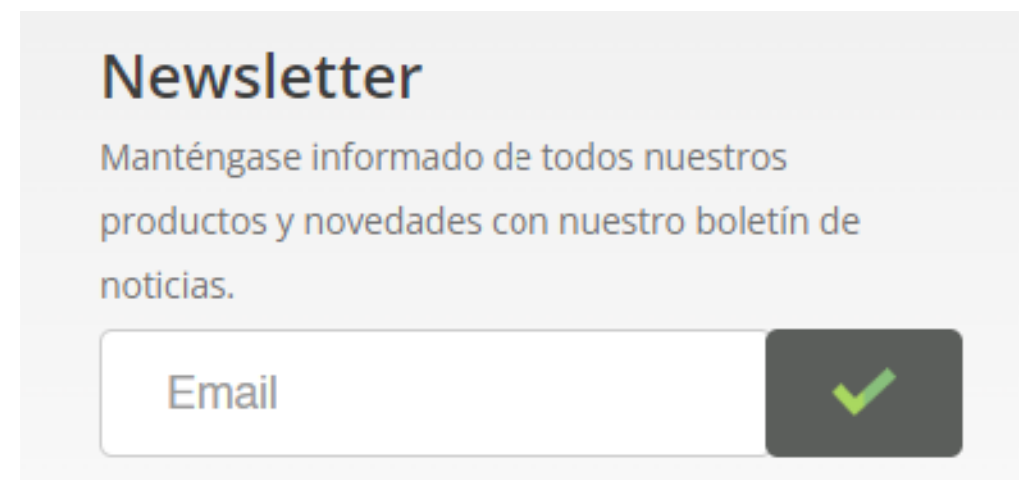 Newsletter
Manténgase informado de todos nuestros
productos y novedades con nuestro boletín de
noticias.
Email